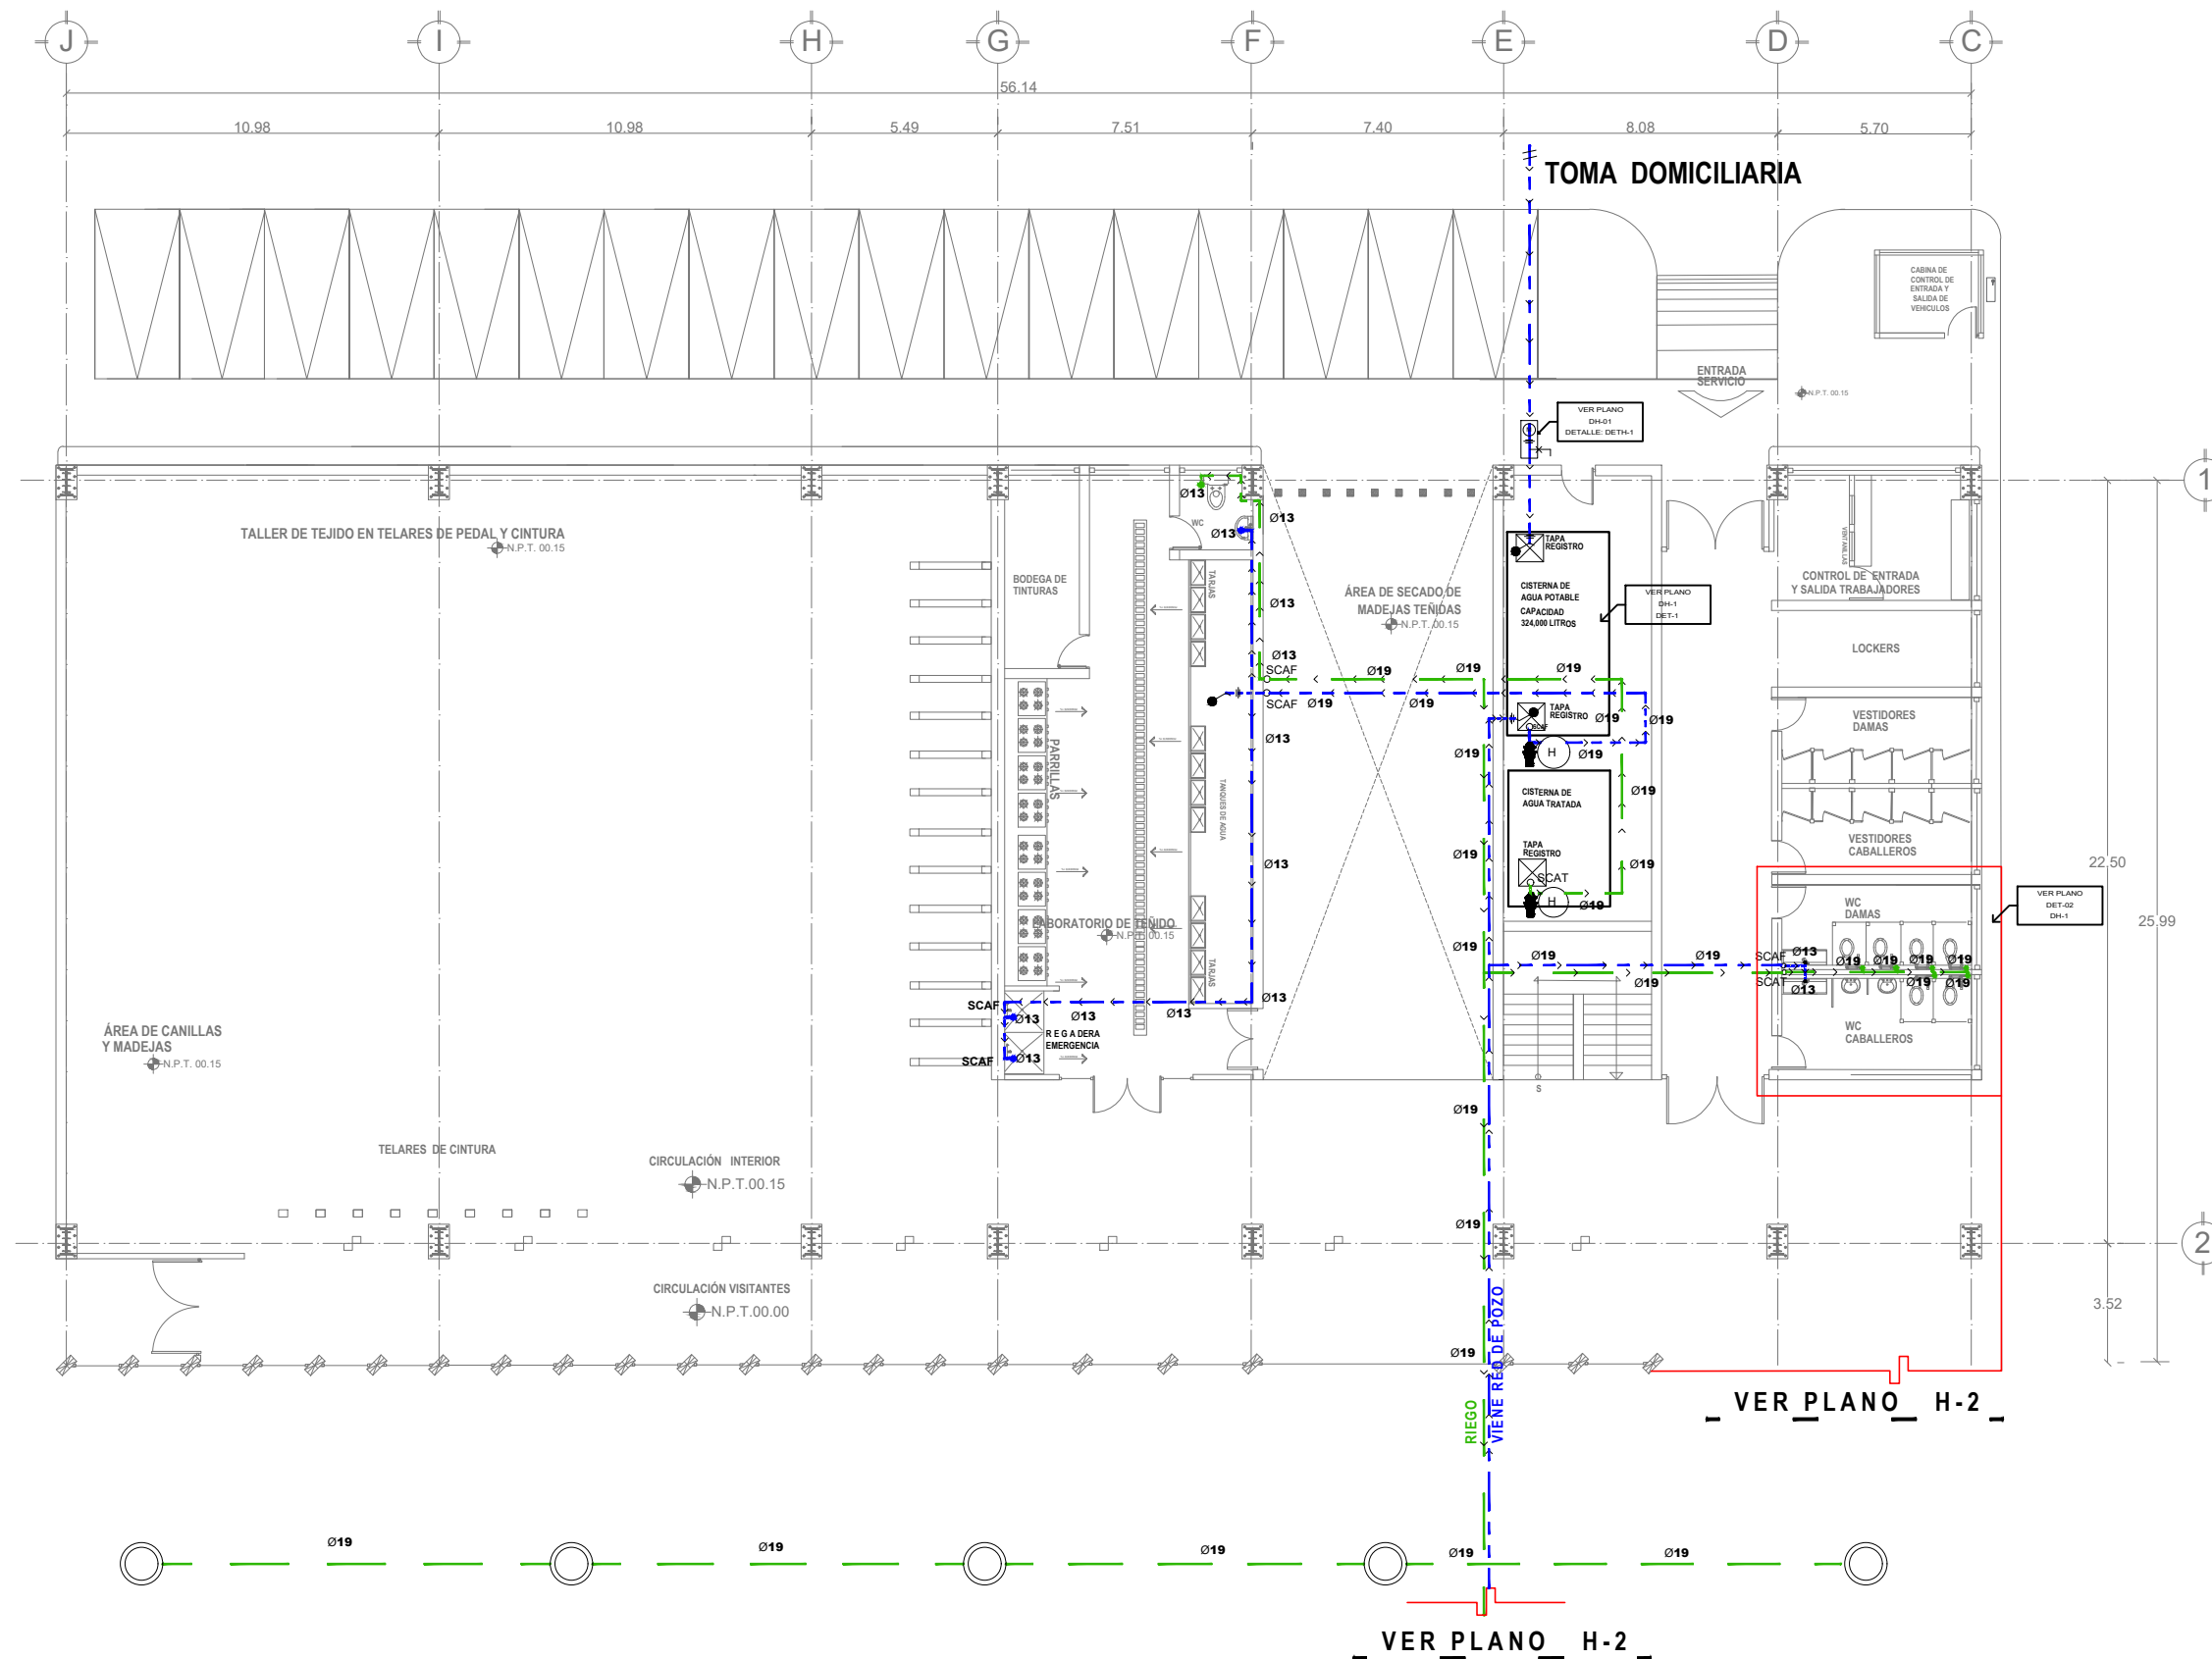 J
I
H
G
F
E
D
C
56.14
10.98
10.98
5.49
7.51
7.40
8.08
5.70
TOMA DOMICILIARIA
CABINA DE
CONTROL DE
ENTRADA Y
SALIDA DE
VEHICULOS
ENTRADA
SERVICIO
N.P.T. 00.15
VER PLANO
DH-01
DETALLE: DETH-1
1
TALLER DE TEJIDO EN TELARES DE PEDAL Y CINTURA
N.P.T. 00.15
Ø13
WC
Ø13
Ø13
TAPA
REGISTRO
VENTANILLAS
BODEGA DE
TINTURAS
TARJAS
Ø13
ÁREA DE SECADO DE
MADEJAS TEÑIDAS
N.P.T. 00.15
CISTERNA DE
AGUA POTABLE
CAPACIDAD
324,000 LITROS
VER PLANO
DH-1
DET-1
CONTROL DE ENTRADA
Y SALIDA TRABAJADORES
LOCKERS
Ø13
SCAF
Ø19
Ø19
Ø19
SCAF
Ø19
Ø19
TAPA
REGISTRO
SCAF
Ø19
Ø19
VESTIDORES
DAMAS
PARRILLAS
Ø13
Ø19
H
Ø19
TANQUES DE AGUA
CISTERNA DE
AGUA TRATADA
Ø19
VESTIDORES
CABALLEROS
TAPA
REGISTRO
Ø13
Ø19
Ø19
SCAT
H
Ø19
22.50
VER PLANO
DET-02
DH-1
25.99
WC
DAMAS
LABORATORIO DE TEÑIDO
N.P.T. 00.15
TARJAS
Ø19
Ø19
Ø19
SCAF
Ø13
Ø19
Ø19
Ø19
Ø19
Ø19
Ø19
SCAT
Ø13
Ø19
Ø19
Ø13
SCAF
Ø13
Ø13
Ø13
REGADERA
EMERGENCIA
SCAF
Ø13
ÁREA DE CANILLAS
Y MADEJAS
N.P.T. 00.15
WC
CABALLEROS
S
Ø19
TELARES DE CINTURA
CIRCULACIÓN INTERIOR
N.P.T.00.15
Ø19
2
CIRCULACIÓN VISITANTES
N.P.T.00.00
3.52
Ø19
RIEGO
VIENE RED DE POZO
VER PLANO H-2
Ø19
Ø19
Ø19
Ø19
Ø19
VER PLANO H-2